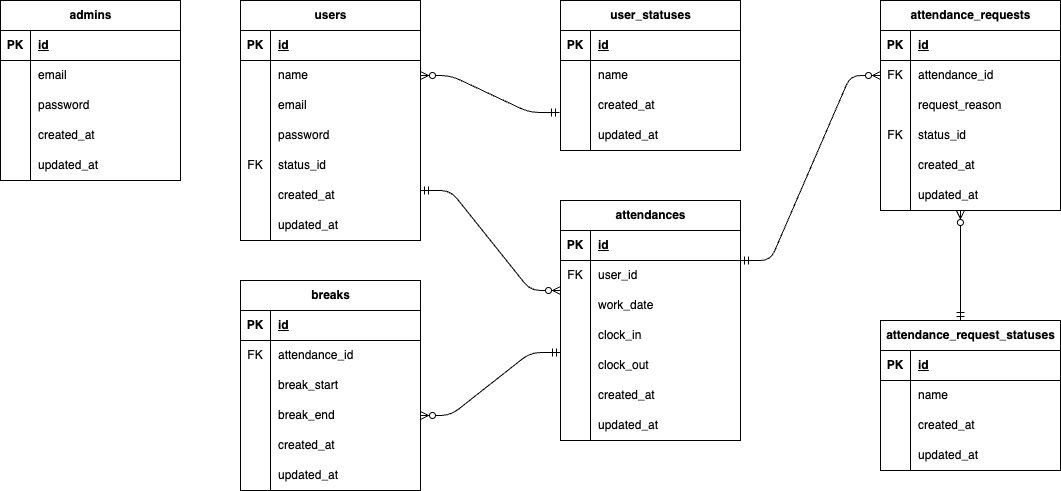 admins
PK id
email
password
created_at
updated_at
users
PK id
name
email
password
FK status_id
created_at
updated_at
user_statuses
PK id
name
created_at
updated_at
attendance_requests
PK id
FK attendance_id
request_reason
FK status_id
created_at
updated_at
attendances
PK id
FK user_id
work_date
clock_in
clock_out
created_at
updated_at
breaks
PK id
FK attendance_id
break_start
break_end
created_at
updated_at
attendance_request_statuses
PK id
name
created_at
updated_at